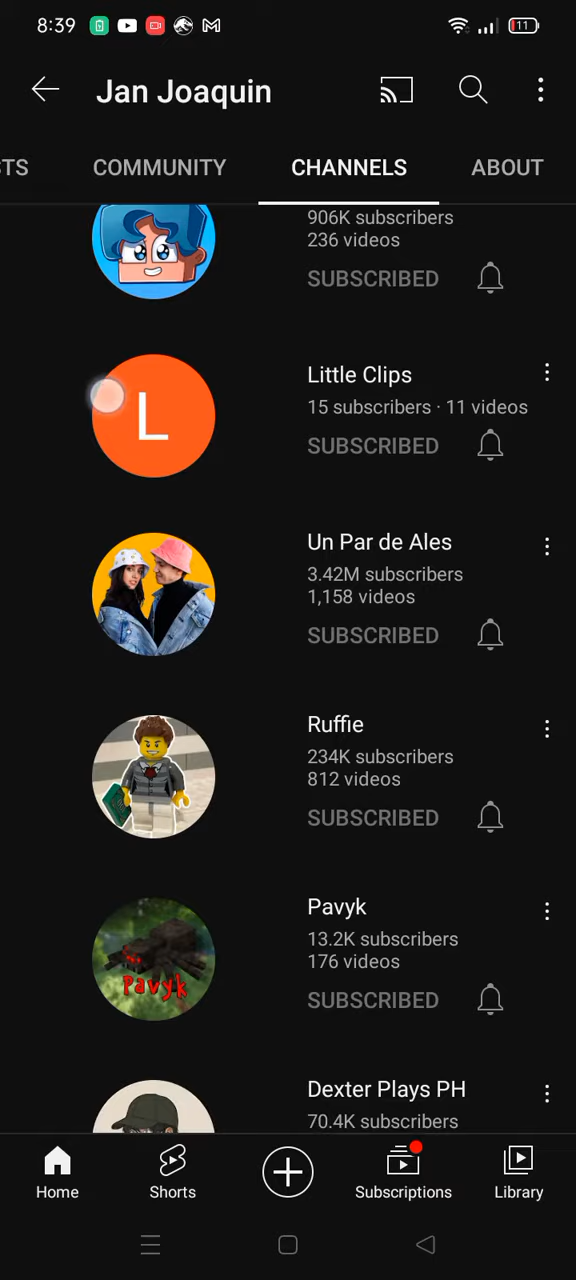 8:39
11
Jan Joaquin
STS
COMMUNITY
CHANNELS
ABOUT
906K subscribers
236 videos
SUBSCRIBED
L
Little Clips
15 subscribers · 11 videos
SUBSCRIBED
Un Par de Ales
3.42M subscribers
1,158 videos
SUBSCRIBED
Ruffie
234K subscribers
812 videos
SUBSCRIBED
Pavyk
Pavyk
13.2K subscribers
176 videos
SUBSCRIBED
Dexter Plays PH
70.4K subscribers
Home
Shorts
Subscriptions
Library